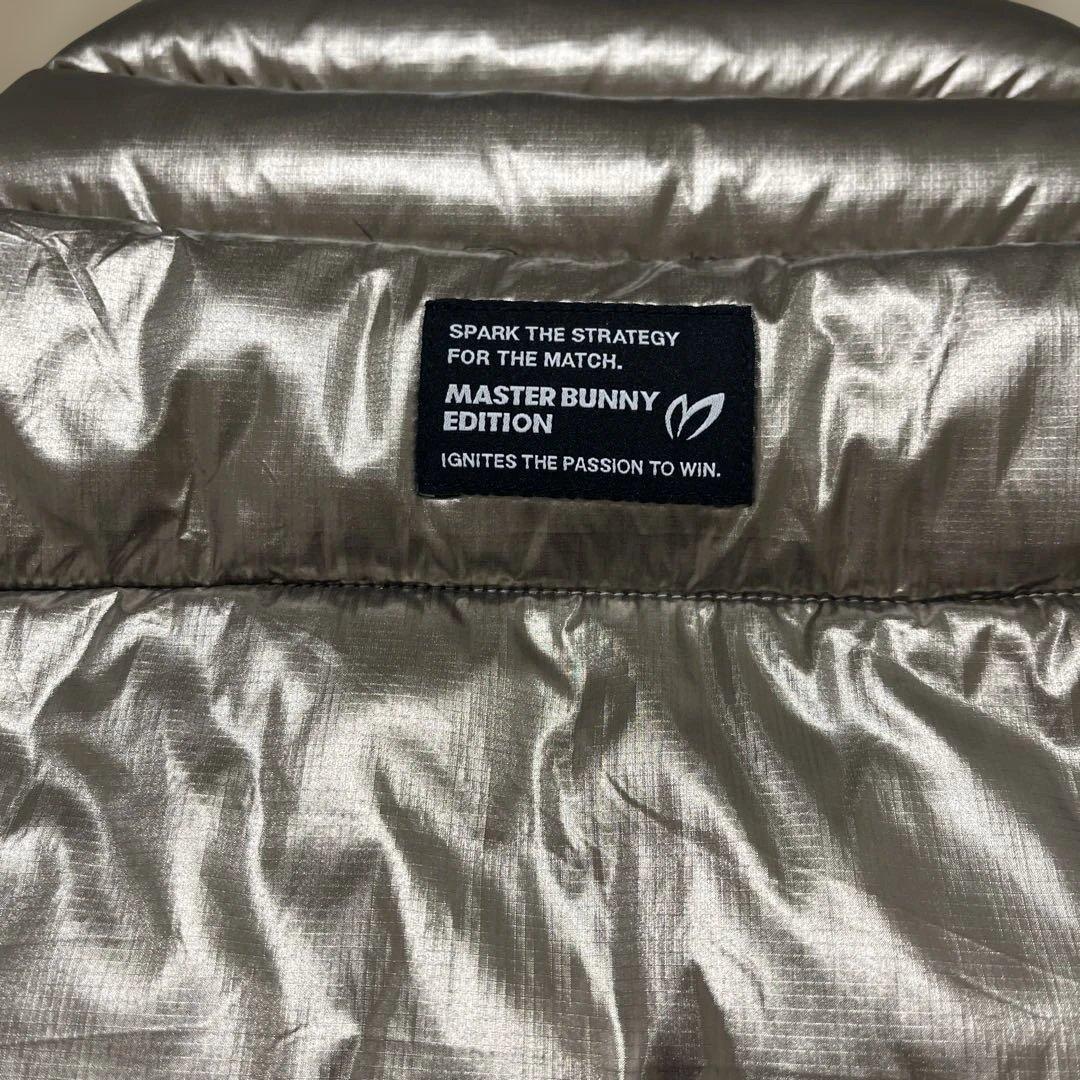 SPARK THE STRATEGY
FOR THE MATCH.
MASTER BUNNY
EDITION
IGNITES THE PASSION TO WIN.